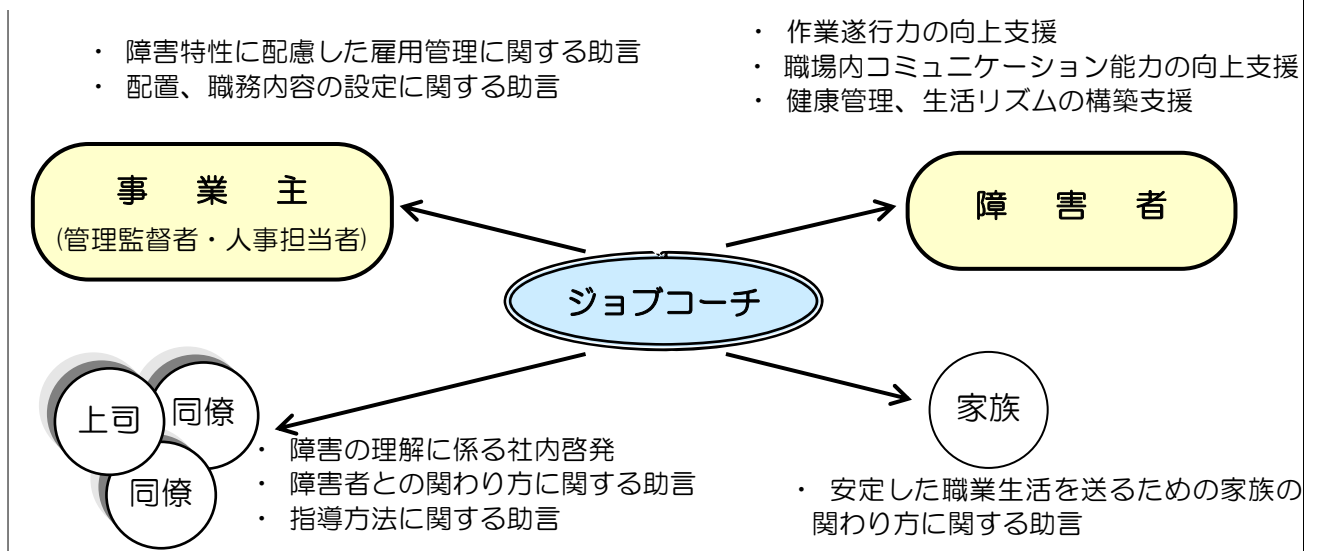 ・ 障害特性に配慮した雇用管理に関する助言
・ 配置、職務内容の設定に関する助言
・ 作業遂行力の向上支援
・ 職場内コミュニケーション能力の向上支援
・ 健康管理、生活リズムの構築支援
事 業 主
(管理監督者・人事担当者)
障 害 者
ジョブコーチ
上司
同僚
同僚
・ 障害の理解に係る社内啓発
・ 障害者との関わり方に関する助言
・ 指導方法に関する助言
家族
・ 安定した職業生活を送るための家族の
関わり方に関する助言